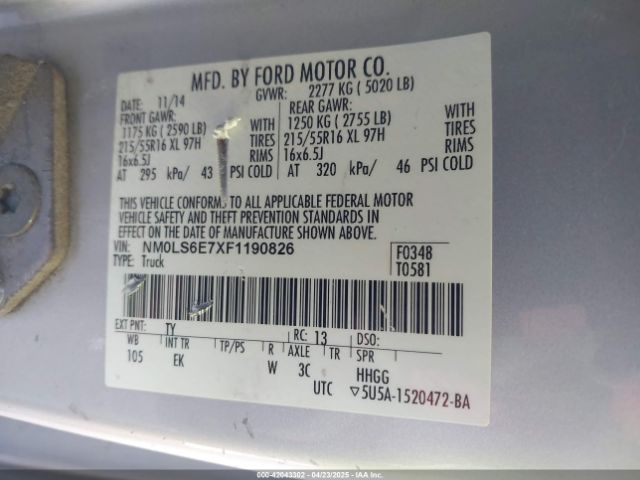 MFD. BY FORD MOTOR CO.
DATE: 11/14 GVWR: 2277 KG ( 5020 LB)
FRONT GAWR: REAR GAWR:
1175 KG ( 2590 LB) WITH 1250 KG ( 2755 LB) WITH
215/55R16 XL 97H TIRES 215/55R16 XL 97H TIRES
16x6.5J RIMS 16x6.5J RIMS
AT 295 kPa/ 43 PSI COLD AT 320 kPa/ 46 PSI COLD
THIS VEHICLE CONFORMS TO ALL APPLICABLE FEDERAL MOTOR
VEHICLE SAFETY AND THEFT PREVENTION STANDARDS IN
EFFECT ON THE DATE OF MANUFACTURE SHOWN ABOVE.
VIN: NM0LS6E7XF1190826 F0348
TYPE: Truck T0581
EXT PNT: TY RC: 13 DSO:
WB INT TR TP/PS R AXLE TR SPR
105 EK W 3C HHGG
UTC ▽5U5A-1520472-BA
000-42043302 - 04/23/2025 - IAAI.COM